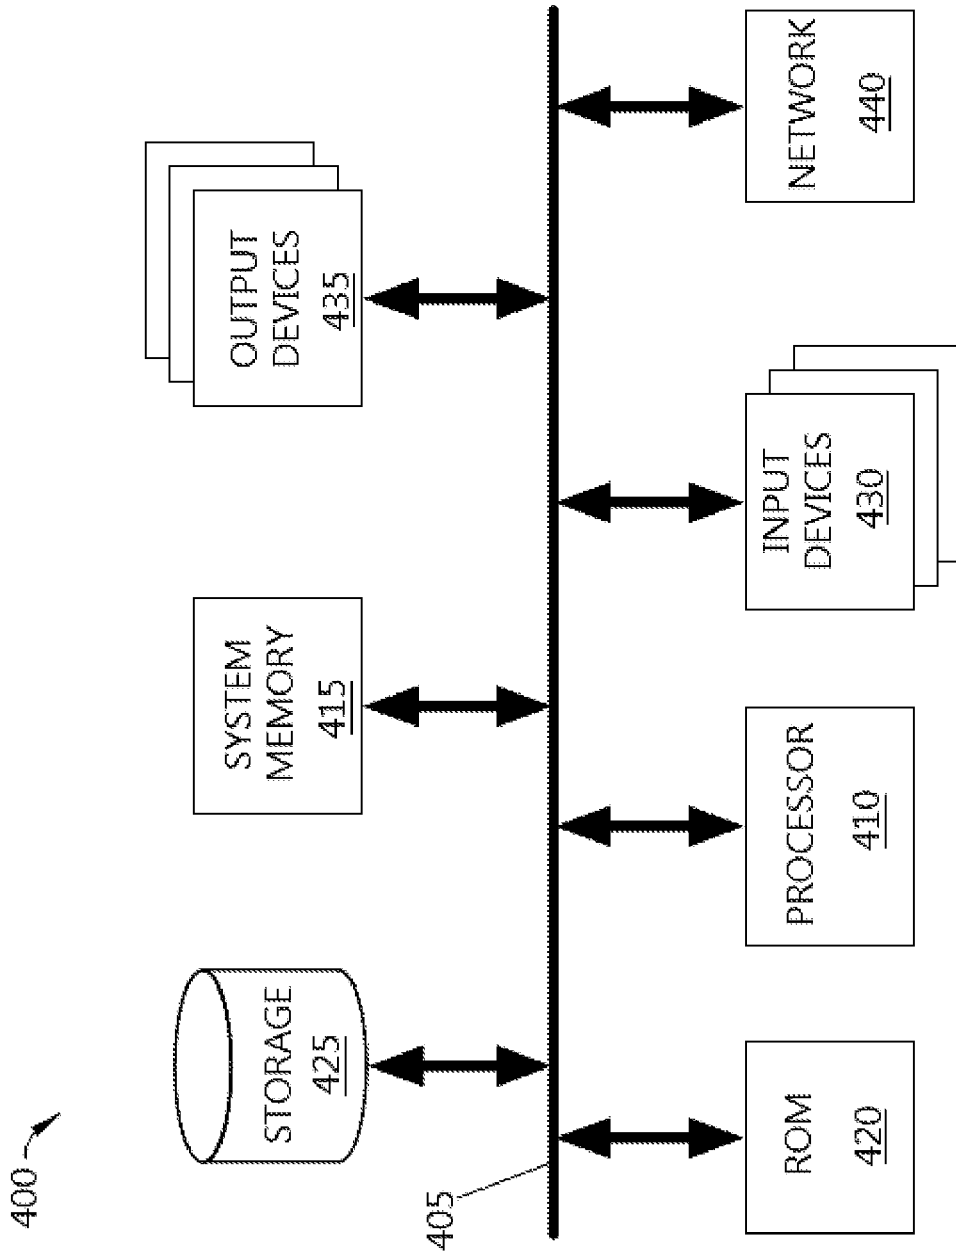 400
STORAGE
425
SYSTEM
MEMORY
415
OUTPUT
DEVICES
435
405
ROM
420
PROCESSOR
410
INPUT
DEVICES
430
NETWORK
440